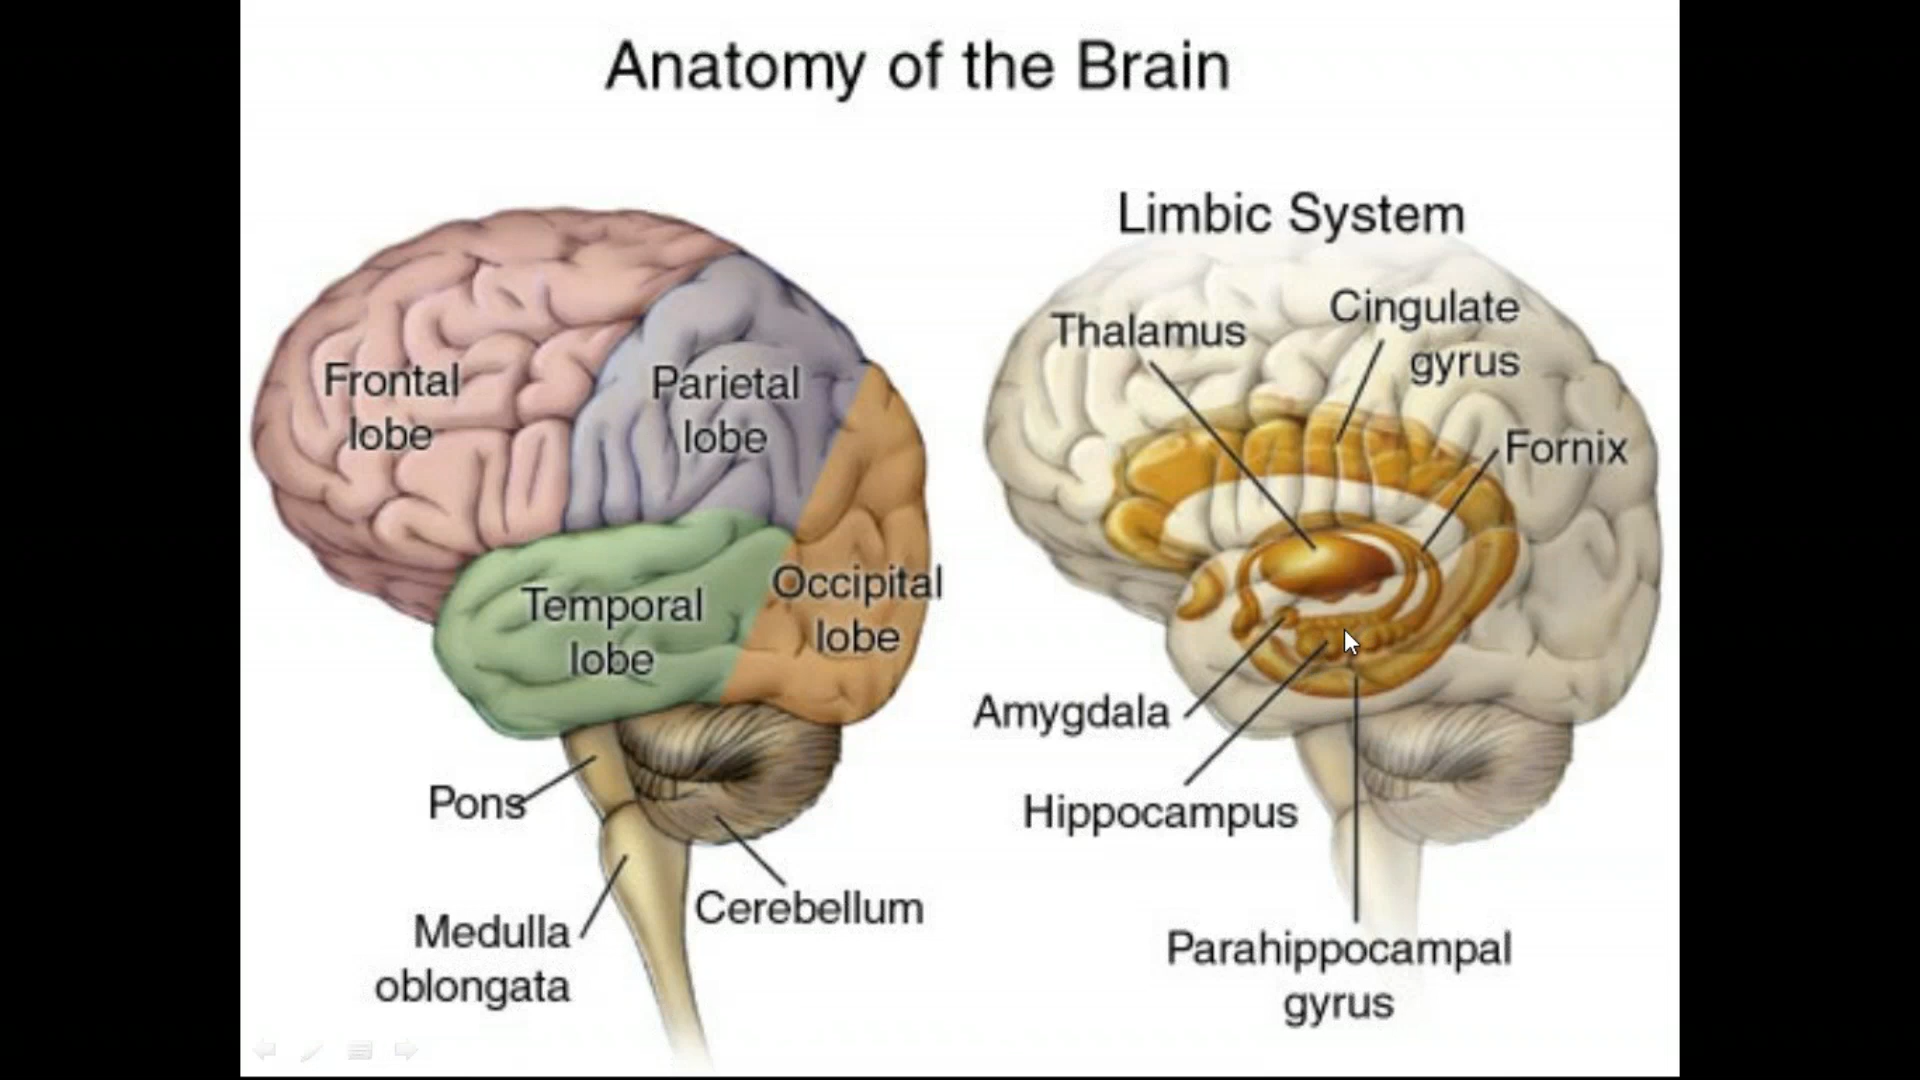 Anatomy of the Brain
Frontal
lobe
Parietal
lobe
Temporal
lobe
Occipital
lobe
Pons
Medulla
oblongata
Cerebellum
Limbic System
Thalamus
Cingulate
gyrus
Fornix
Amygdala
Hippocampus
Parahippocampal
gyrus